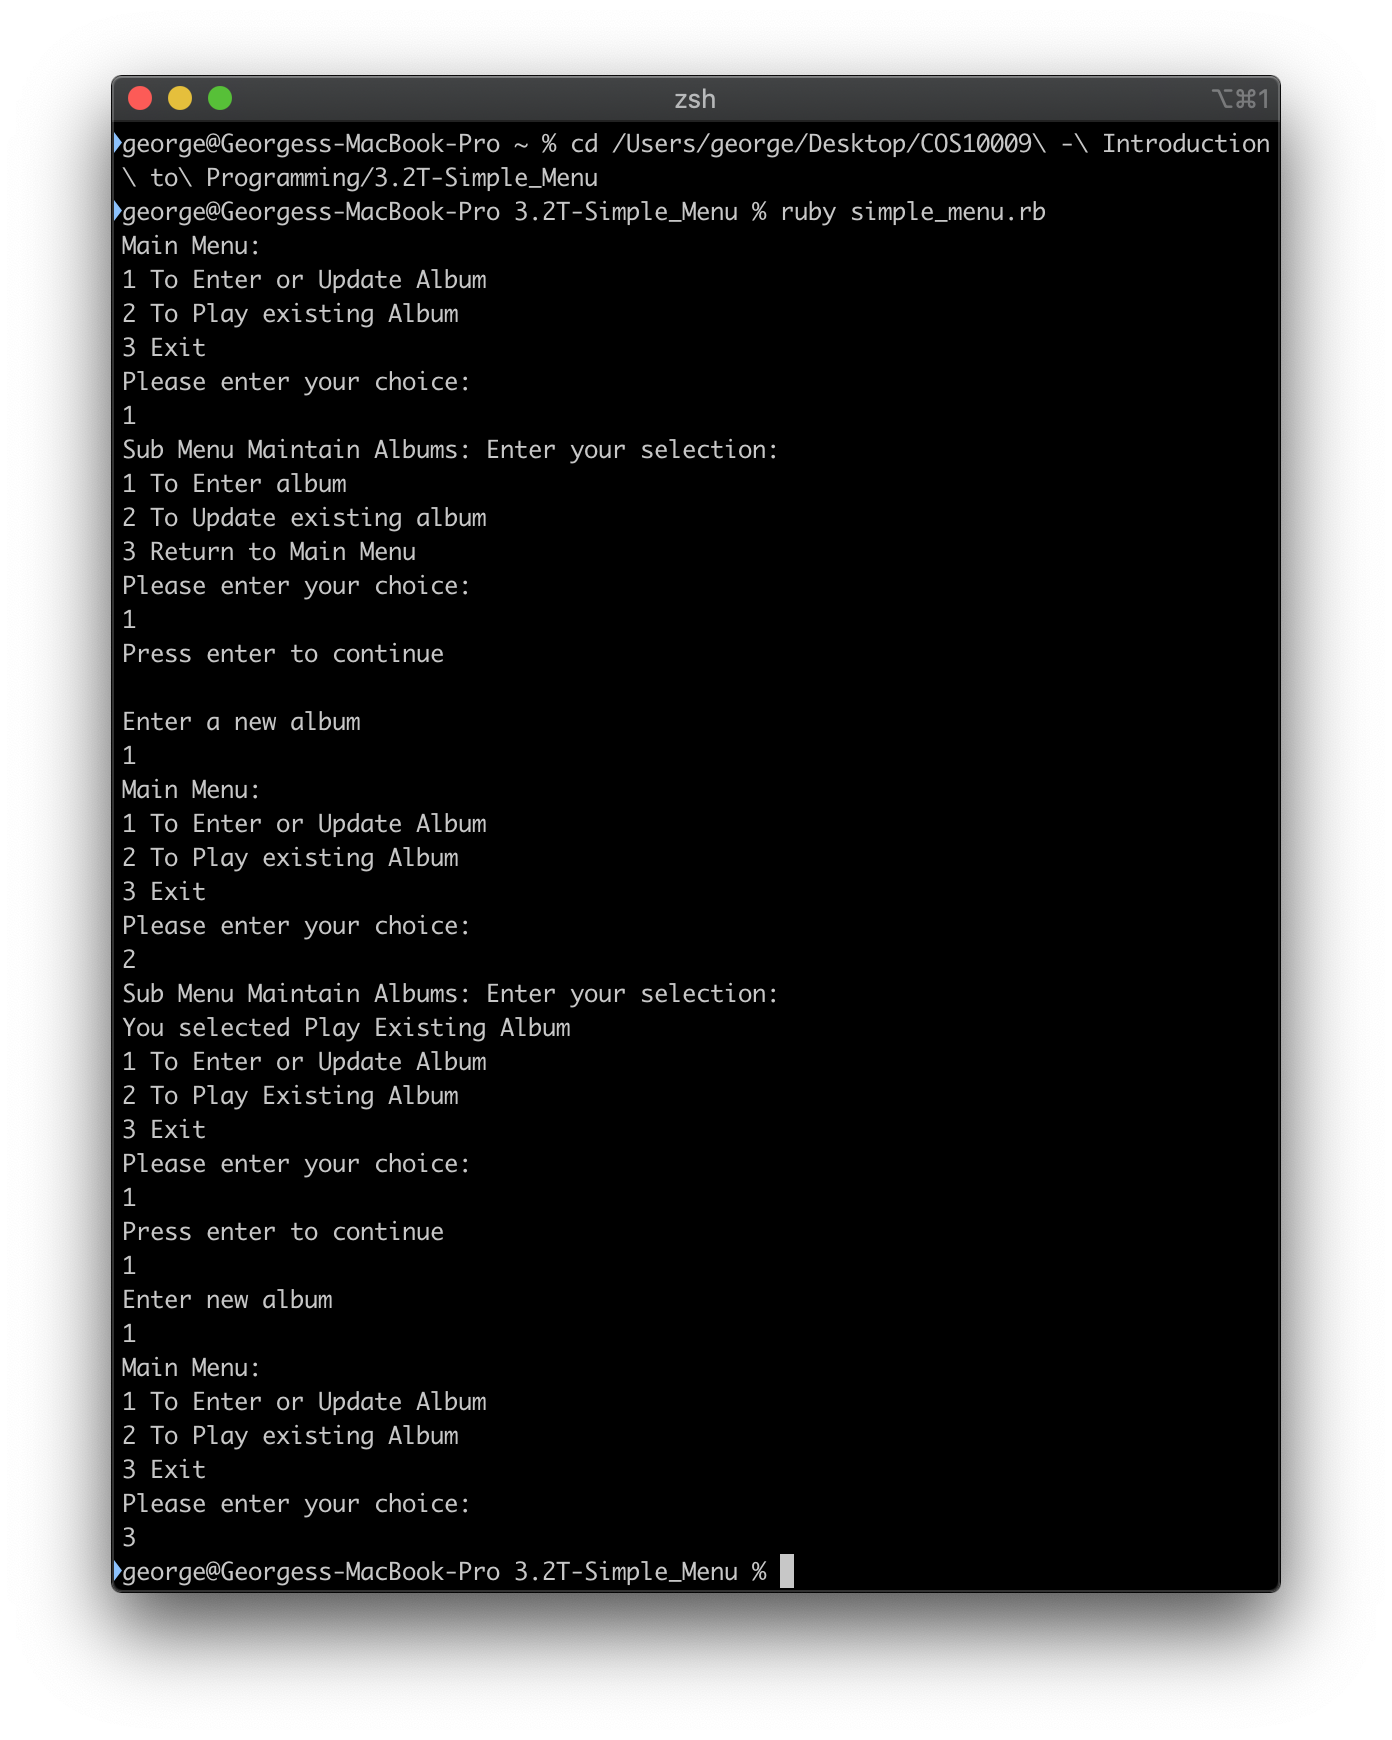 zsh
⌥⌘1
george@Georgess-MacBook-Pro ~ % cd /Users/george/Desktop/COS10009\ -\ Introduction
\ to\ Programming/3.2T-Simple_Menu
george@Georgess-MacBook-Pro 3.2T-Simple_Menu % ruby simple_menu.rb
Main Menu:
1 To Enter or Update Album
2 To Play existing Album
3 Exit
Please enter your choice:
1
Sub Menu Maintain Albums: Enter your selection:
1 To Enter album
2 To Update existing album
3 Return to Main Menu
Please enter your choice:
1
Press enter to continue

Enter a new album
1
Main Menu:
1 To Enter or Update Album
2 To Play existing Album
3 Exit
Please enter your choice:
2
Sub Menu Maintain Albums: Enter your selection:
You selected Play Existing Album
1 To Enter or Update Album
2 To Play Existing Album
3 Exit
Please enter your choice:
1
Press enter to continue
1
Enter new album
1
Main Menu:
1 To Enter or Update Album
2 To Play existing Album
3 Exit
Please enter your choice:
3
george@Georgess-MacBook-Pro 3.2T-Simple_Menu %